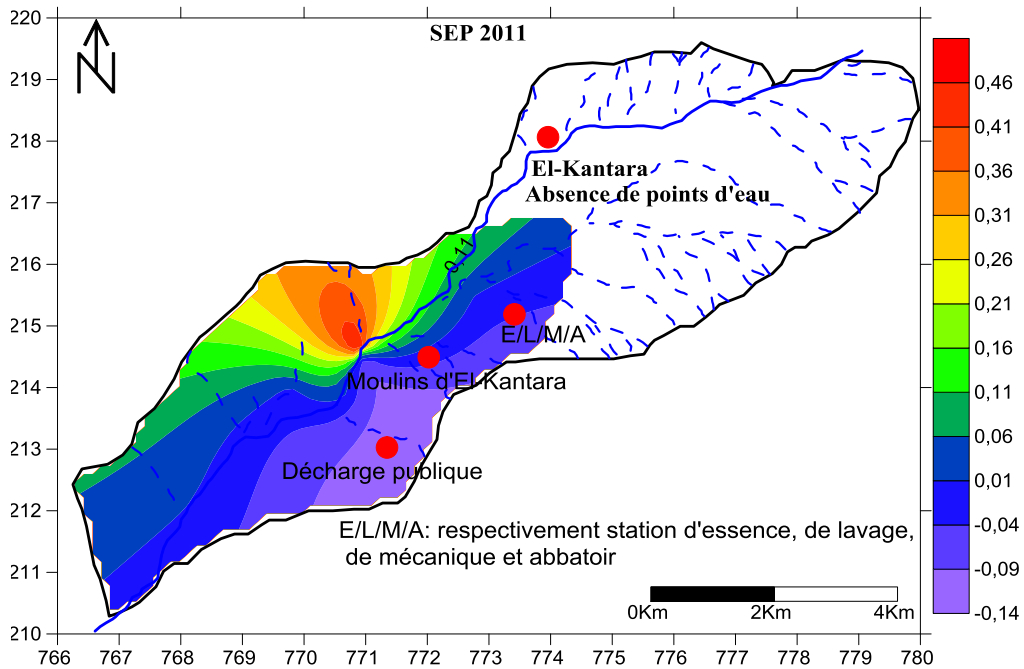 220
SEP 2011
N
219
0,46
0,41
218
El-Kantara
0,36
Absence de points d'eau
217
0,31
216
0,11
0,26
0,21
215
E/L/M/A
0,16
214
Moulins d'El-Kantara
0,11
213
0,06
Décharge publique
0,01
212
E/L/M/A: respectivement station d'essence, de lavage,
de mécanique et abbatoir
-0,04
211
-0,09
0Km 2Km 4Km
-0,14
210
766 767 768 769 770 771 772 773 774 775 776 777 778 779 780